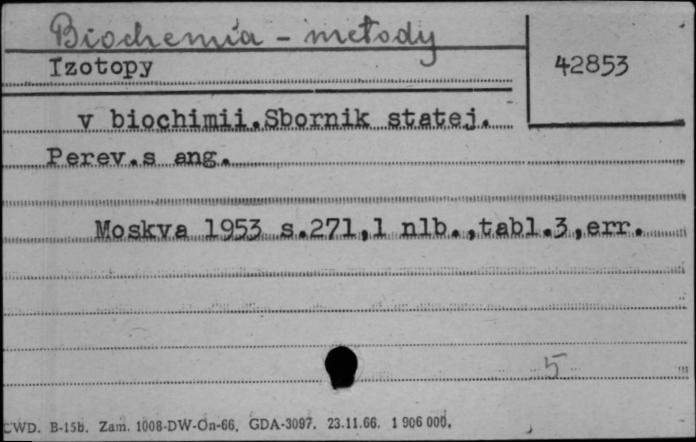 Biochemia - metody
Izotopy
42853
v biochimii.Sbornik statej.
Perev.s ang.
Moskva 1953 s.271,1 nlb.,tabl.3,err.
5
CWD. B-15b. Zam. 1008-DW-On-66. GDA-3097. 23.11.66. 1 906 000.